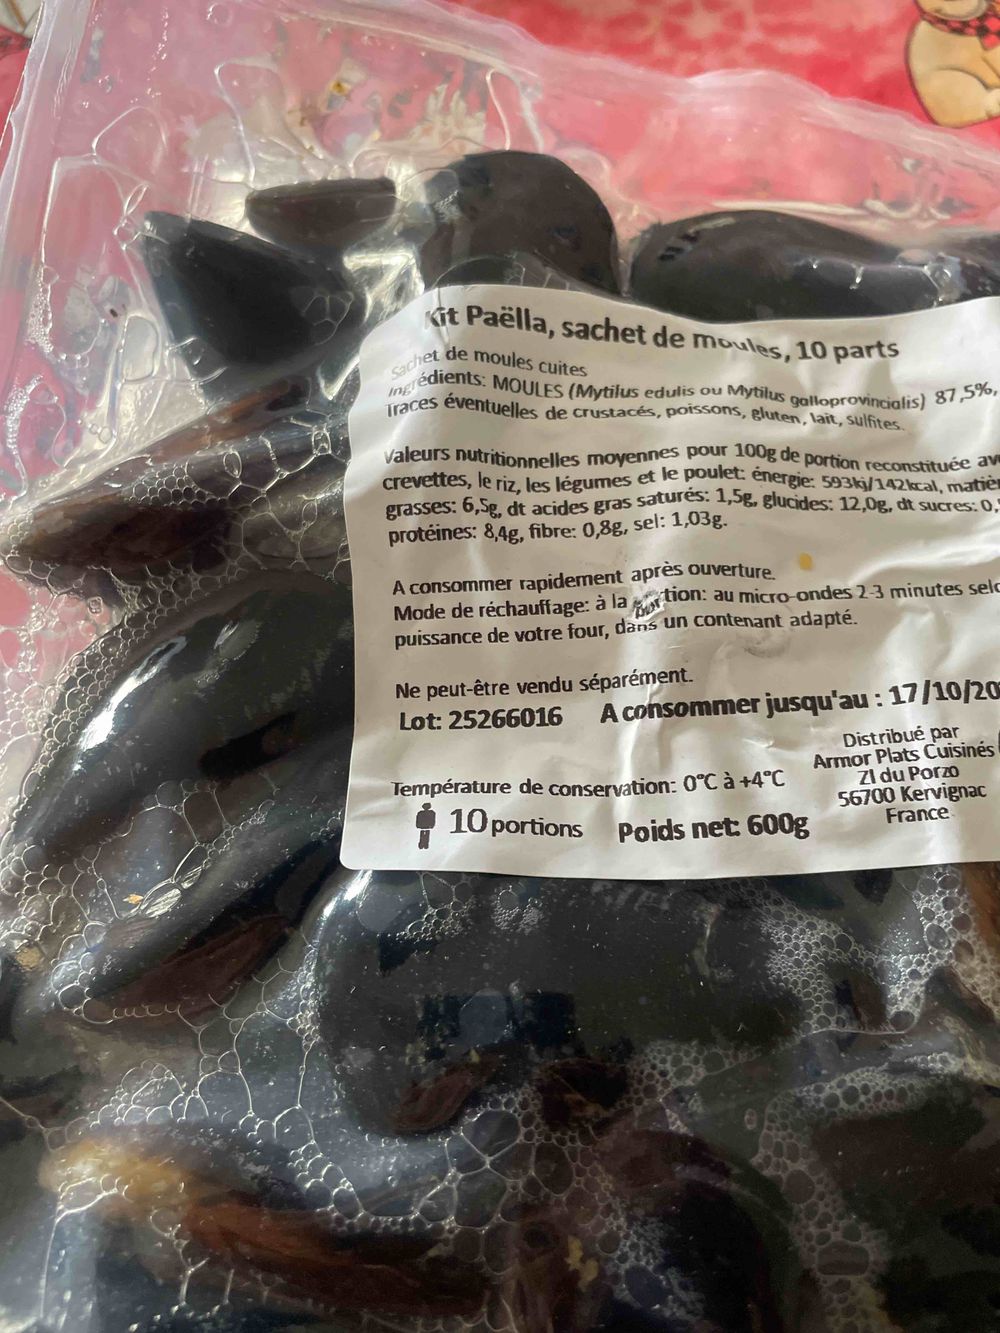 Kit Paëlla, sachet de moules, 10 parts
Sachet de moules cuites
Ingrédients: MOULES (Mytilus edulis ou Mytilus galloprovincialis) 87,5%,
Traces éventuelles de crustacés, poissons, gluten, lait, sulfites.
Valeurs nutritionnelles moyennes pour 100g de portion reconstituée av
crevettes, le riz, les légumes et le poulet: énergie: 593kj/142kcal, matièr
grasses: 6,5g, dt acides gras saturés: 1,5g, glucides: 12,0g, dt sucres: 0,
protéines: 8,4g, fibre: 0,8g, sel: 1,03g.
A consommer rapidement après ouverture.
Mode de réchauffage: à la portion: au micro-ondes 2-3 minutes selo
puissance de votre four, dans un contenant adapté.
Ne peut-être vendu séparément.
Lot: 25266016 A consommer jusqu'au : 17/10/20
Distribué par
Armor Plats Cuisinés
ZI du Porzo
56700 Kervignac
France
Température de conservation: 0°C à +4°C
10 portions Poids net: 600g